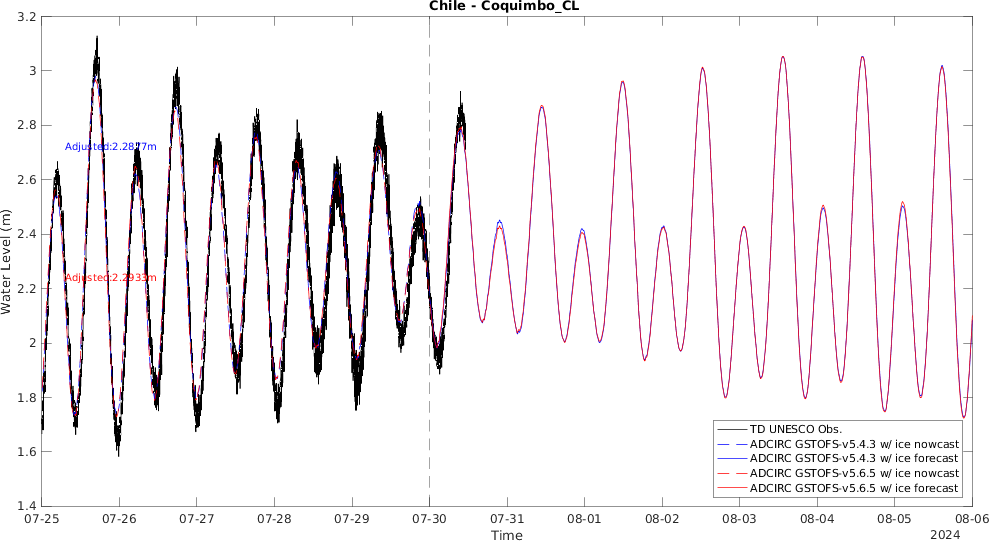 Chile - Coquimbo_CL
3.2
3
2.8
2.6
2.4
2.2
2
1.8
1.6
1.4
Water Level (m)
Adjusted:2.2877m
Adjusted:2.2933m
TD UNESCO Obs.
ADCIRC GSTOFS-v5.4.3 w/ ice nowcast
ADCIRC GSTOFS-v5.4.3 w/ ice forecast
ADCIRC GSTOFS-v5.6.5 w/ ice nowcast
ADCIRC GSTOFS-v5.6.5 w/ ice forecast
07-25 07-26 07-27 07-28 07-29 07-30 07-31 08-01 08-02 08-03 08-04 08-05 08-06
Time
2024